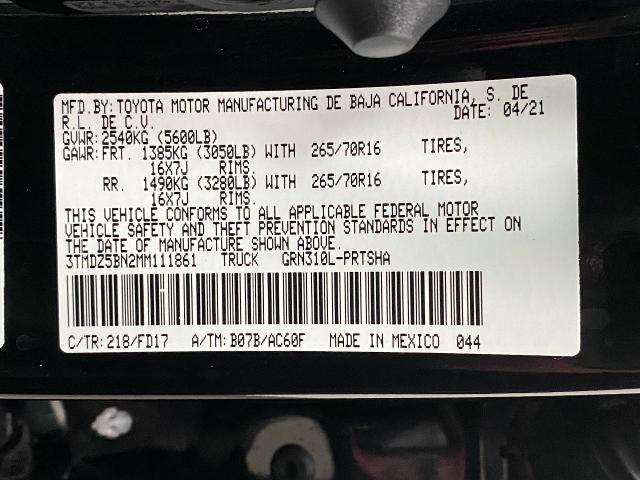 MFD.BY:TOYOTA MOTOR MANUFACTURING DE BAJA CALIFORNIA, S. DE
R.L. DE C.V. DATE: 04/21
GVWR:2540KG (5600LB)
GAWR:FRT. 1385KG (3050LB) WITH 265/70R16 TIRES,
16X7J RIMS.
RR. 1490KG (3280LB) WITH 265/70R16 TIRES,
16X7J RIMS.
THIS VEHICLE CONFORMS TO ALL APPLICABLE FEDERAL MOTOR
VEHICLE SAFETY AND THEFT PREVENTION STANDARDS IN EFFECT ON
THE DATE OF MANUFACTURE SHOWN ABOVE.
3TMDZ5BN2MM111861 TRUCK GRN310L-PRTSHA
C/TR:218/FD17 A/TM:B07B/AC60F MADE IN MEXICO 044